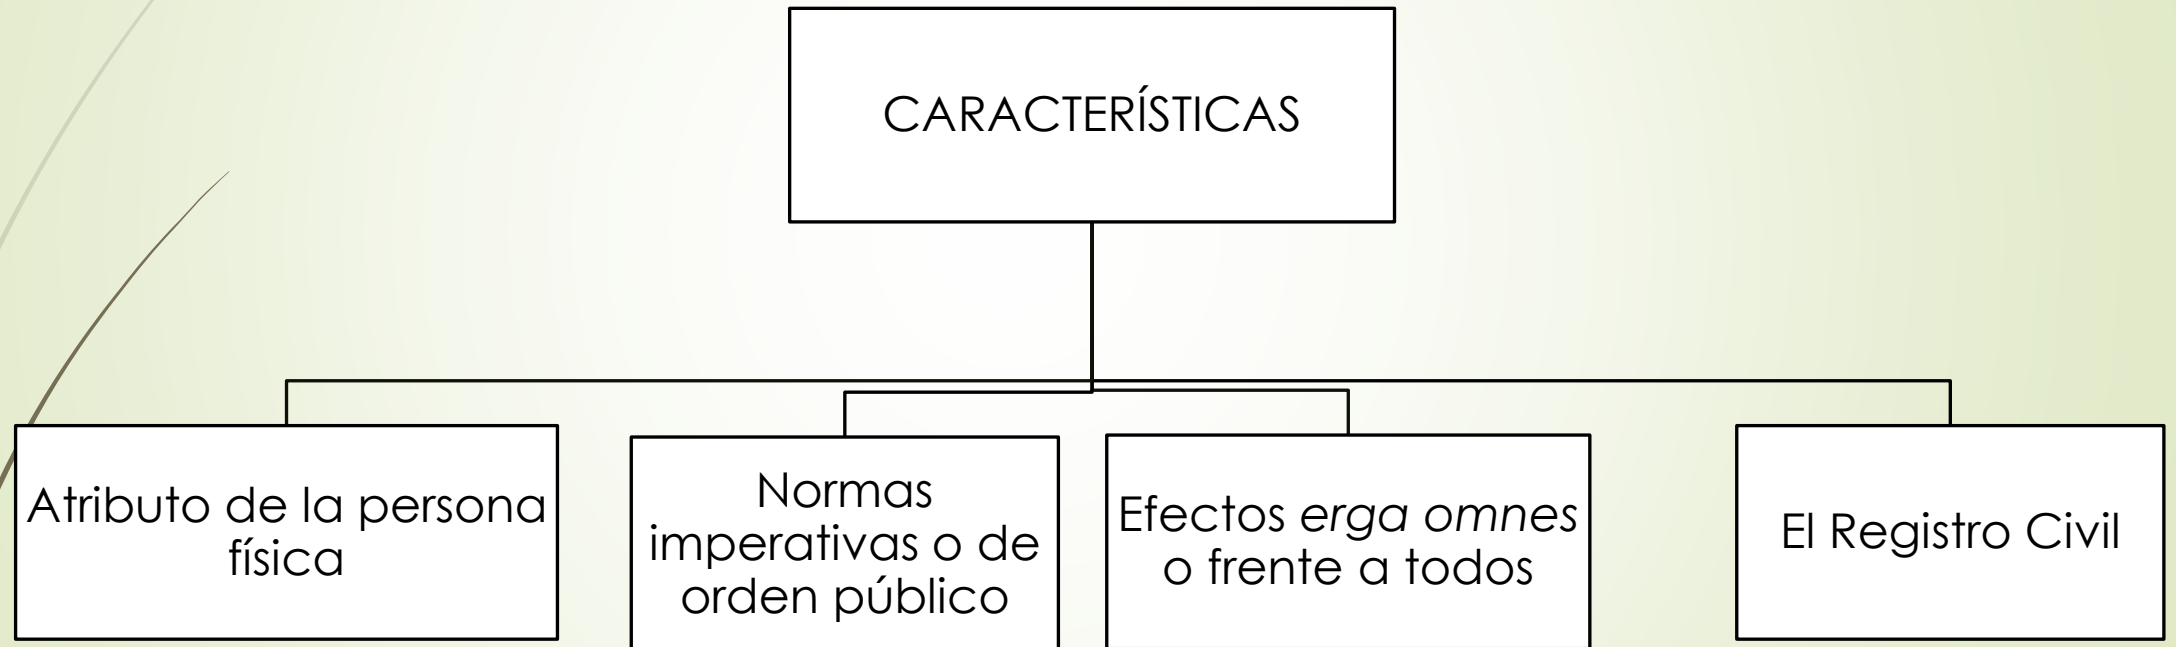 CARACTERÍSTICAS
Atributo de la persona
física
Normas
imperativas o de
orden público
Efectos erga omnes
o frente a todos
El Registro Civil